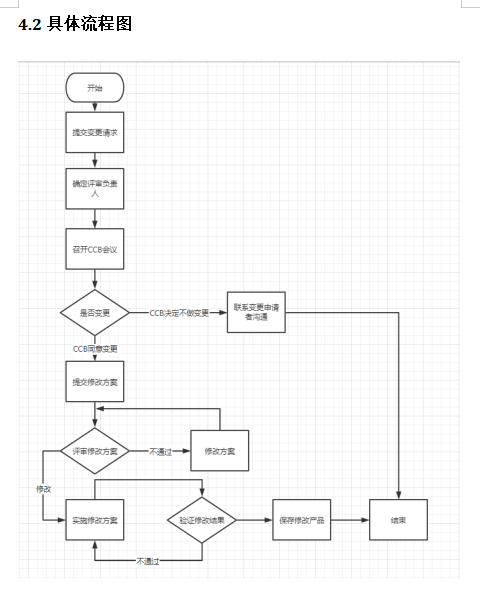 4.2 具体流程图
开始
提交变更请求
确定评审负责
人
召开CCB会议
是否变更
CCB决定不做变更
联系变更申请
者沟通
CCB同意变更
提交修改方案
评审修改方案
不通过
修改方案
修改
实施修改方案
验证修改结果
保存修改产品
结束
不通过